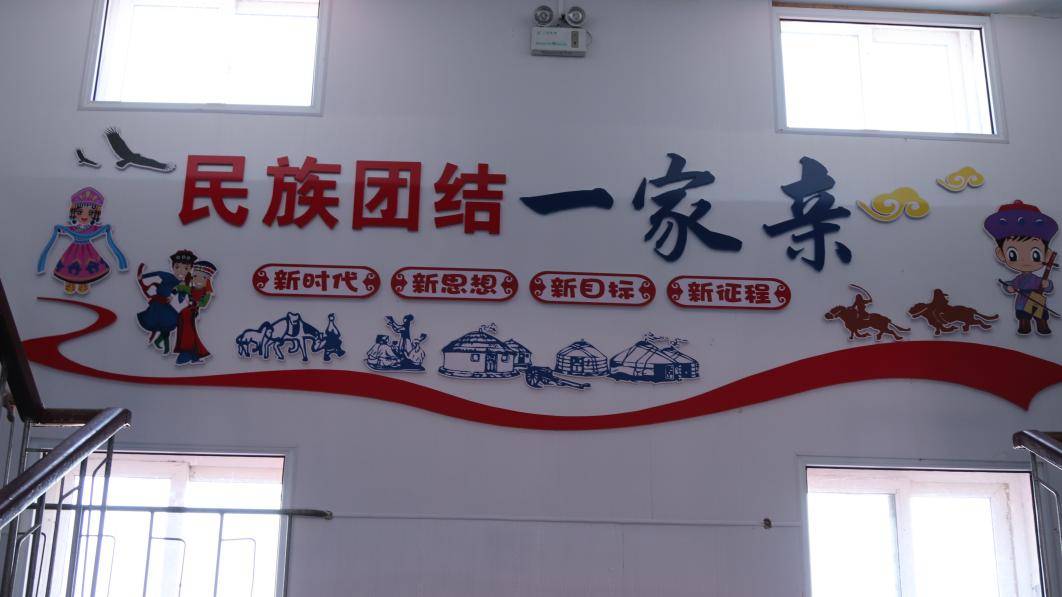 民族团结一家亲
新时代 新思想 新目标 新征程